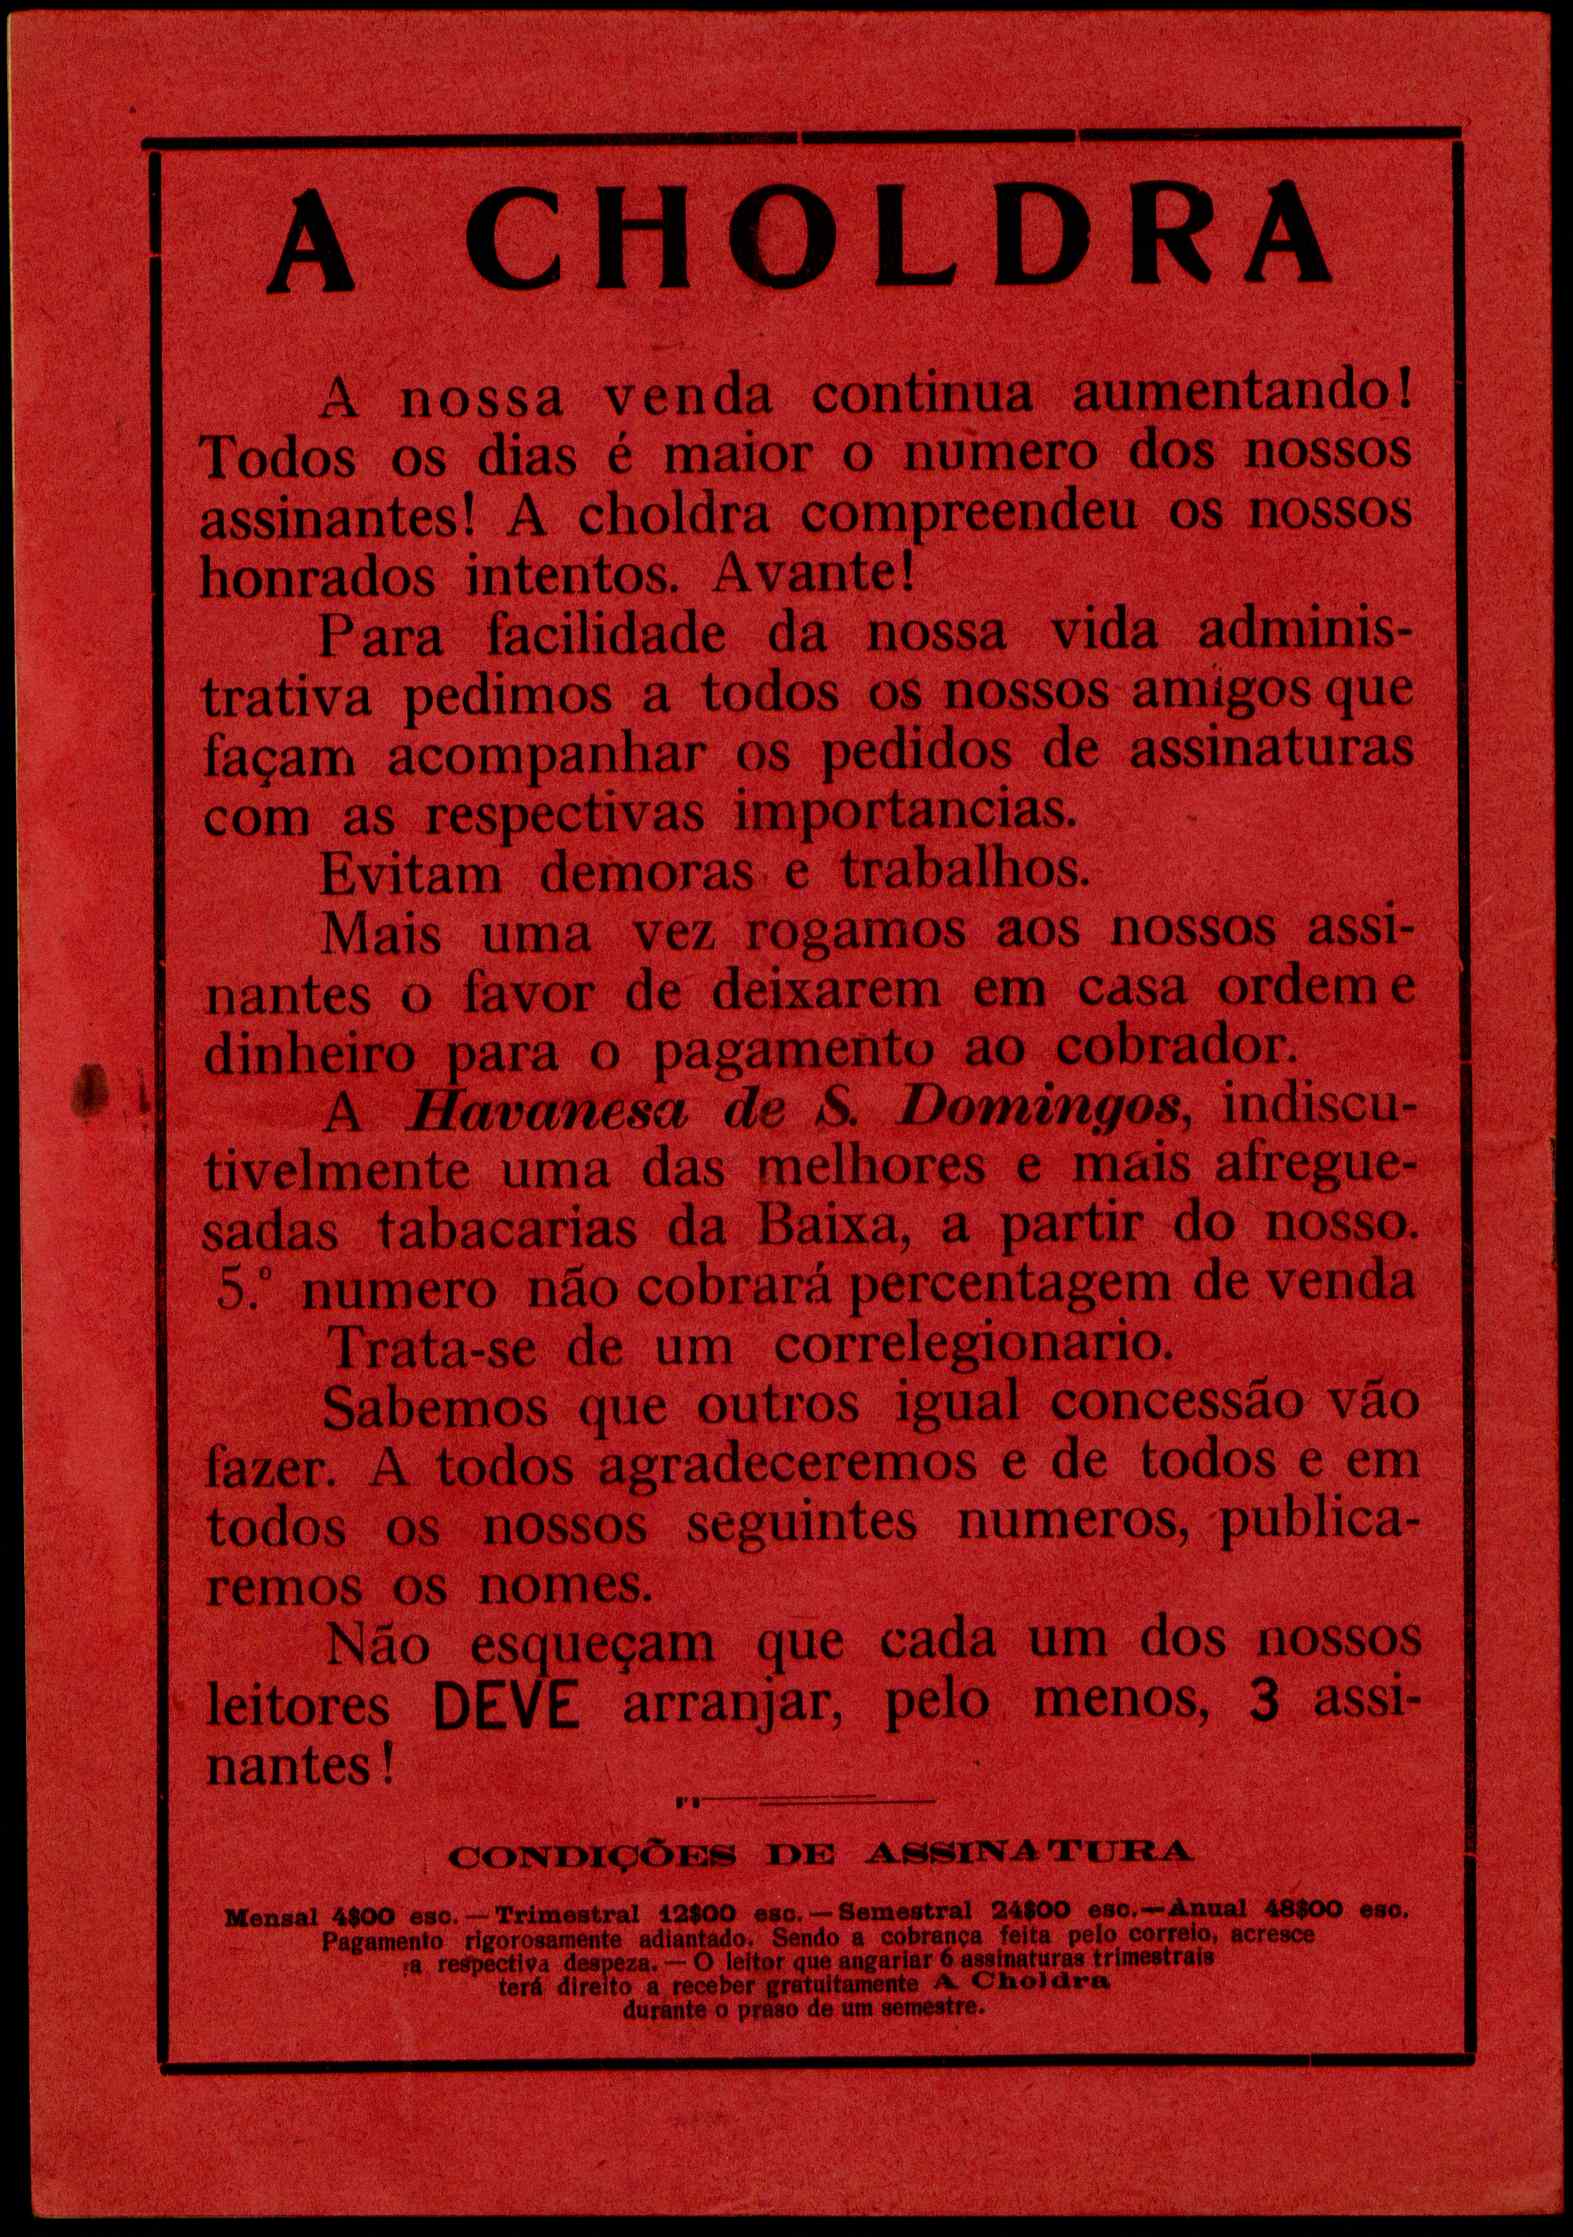 A CHOLDRA
A nossa venda continua aumentando!
Todos os dias é maior o numero dos nossos
assinantes! A choldra compreendeu os nossos
honrados intentos. Avante!
Para facilidade da nossa vida adminis-
trativa pedimos a todos os nossos amigos que
façam acompanhar os pedidos de assinaturas
com as respectivas importancias.
Evitam demoras e trabalhos.
Mais uma vez rogamos aos nossos assi-
nantes o favor de deixarem em casa ordem e
dinheiro para o pagamento ao cobrador.
A Havanesa de S. Domingos, indiscu-
tivelmente uma das melhores e mais afregue-
sadas tabacarias da Baixa, a partir do nosso.
5.º numero não cobrará percentagem de venda
Trata-se de um correlegionario.
Sabemos que outros igual concessão vão
fazer. A todos agradeceremos e de todos e em
todos os nossos seguintes numeros, publica-
remos os nomes.
Não esqueçam que cada um dos nossos
leitores DEVE arranjar, pelo menos, 3 assi-
nantes!
CONDIÇÕES DE ASSINATURA
Mensal 4$00 esc. — Trimestral 12$00 esc. — Semestral 24$00 esc. — Anual 48$00 esc.
Pagamento rigorosamente adiantado. Sendo a cobrança feita pelo correio, acresce
a respectiva despeza. — O leitor que angariar 6 assinaturas trimestrais
terá direito a receber gratuitamente A Choldra
durante o praso de um semestre.